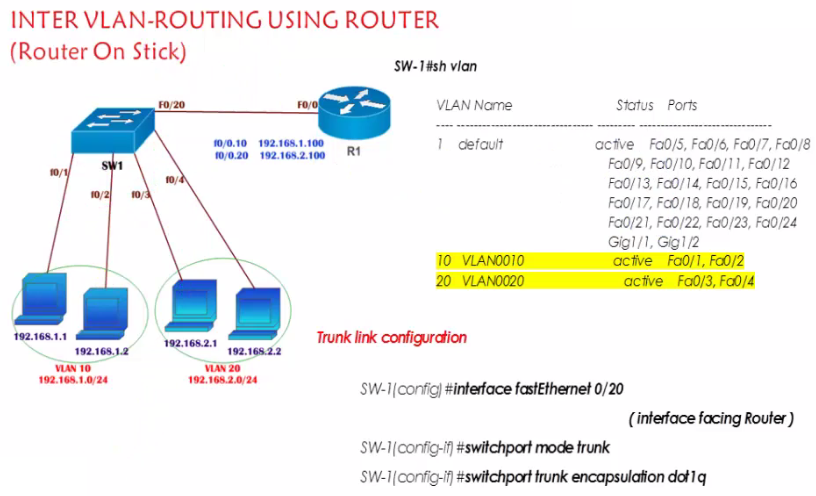 INTER VLAN-ROUTING USING ROUTER
(Router On Stick)
SW-1#sh vlan
F0/20
F0/0
f0/0.10 192.168.1.100
f0/0.20 192.168.2.100
R1
SW1
f0/1
f0/2
f0/3
f0/4
192.168.1.1
192.168.1.2
192.168.2.1
192.168.2.2
VLAN 10
192.168.1.0/24
VLAN 20
192.168.2.0/24
VLAN Name Status Ports
---- -------------------------------- --------- -------------------------------
1 default active Fa0/5, Fa0/6, Fa0/7, Fa0/8
Fa0/9, Fa0/10, Fa0/11, Fa0/12
Fa0/13, Fa0/14, Fa0/15, Fa0/16
Fa0/17, Fa0/18, Fa0/19, Fa0/20
Fa0/21, Fa0/22, Fa0/23, Fa0/24
Gig1/1, Gig1/2
10 VLAN0010 active Fa0/1, Fa0/2
20 VLAN0020 active Fa0/3, Fa0/4
Trunk link configuration
SW-1(config)#interface fastEthernet 0/20
( interface facing Router )
SW-1(config-if)#switchport mode trunk
SW-1(config-if)#switchport trunk encapsulation dot1q